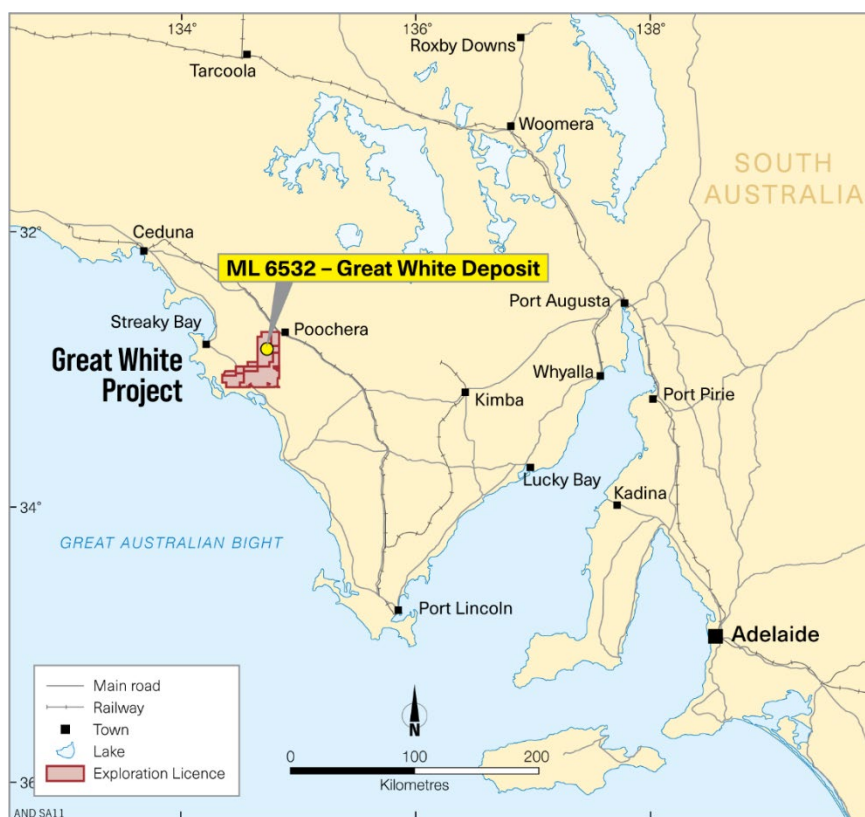 134°
136°
138°
Roxby Downs
Tarcoola
Woomera
SOUTH
AUSTRALIA
32°
Ceduna
ML 6532 – Great White Deposit
Port Augusta
Streaky Bay
Poochera
Great White
Project
Whyalla
Kimba
Port Pirie
Lucky Bay
Kadina
34°
GREAT AUSTRALIAN BIGHT
Port Lincoln
Adelaide
Main road
Railway
Town
Lake
Exploration Licence
N
0 100 200
Kilometres
36
AND SA11